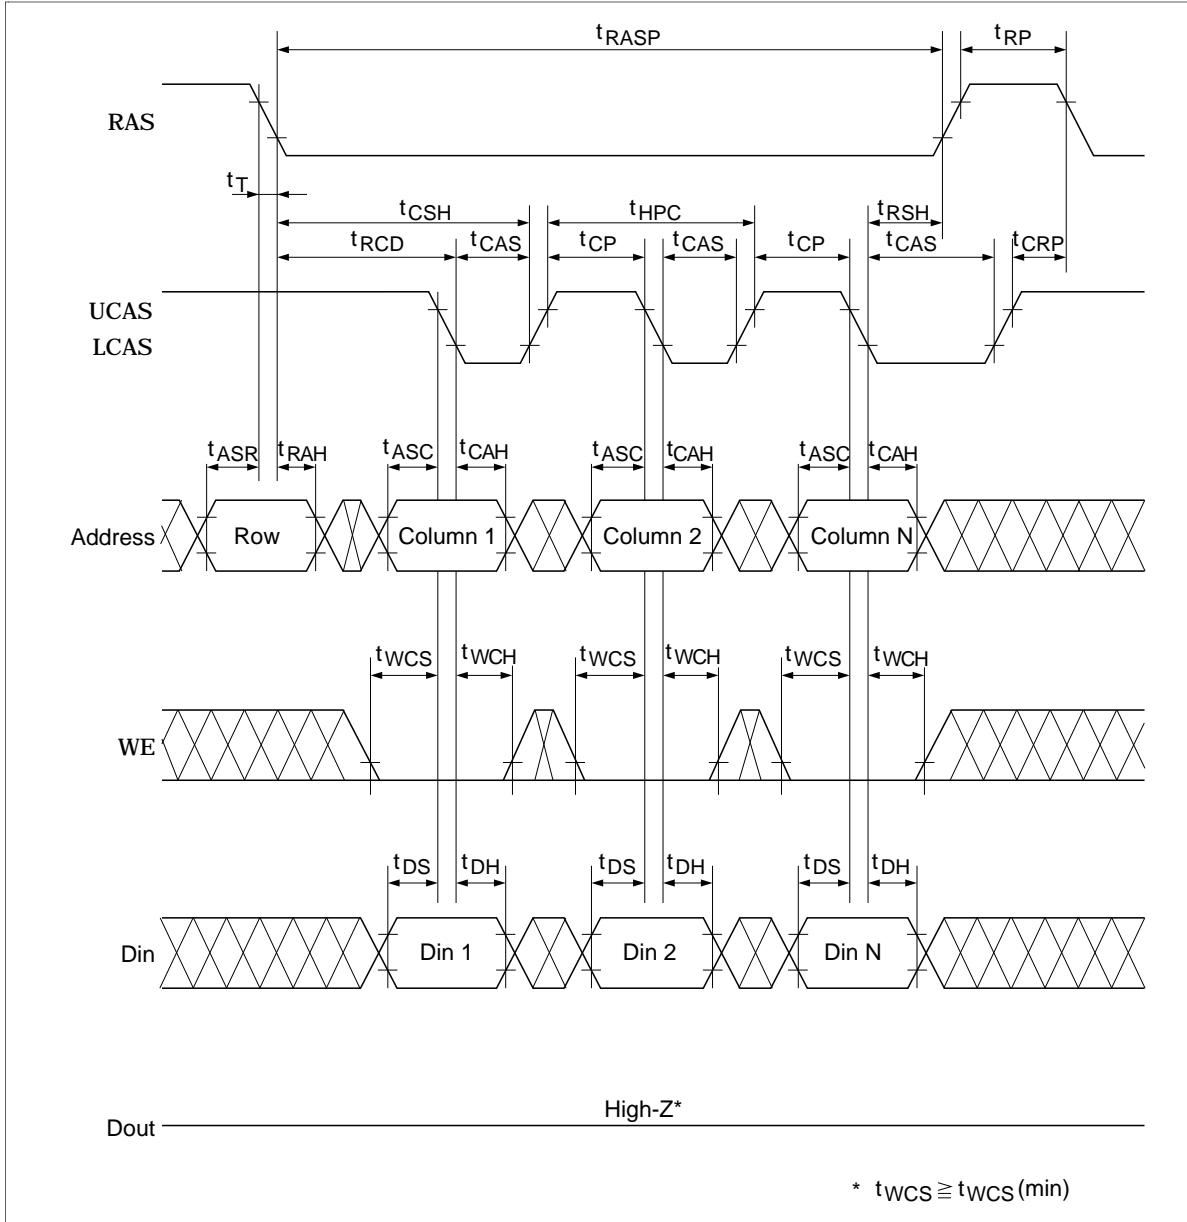 tRASP tRP
RAS
tT
tCSH tHPC tRSH
tRCD tCAS tCP tCAS tCP tCAS tCRP
UCAS
LCAS
tASR tRAH tASC tCAH tASC tCAH tASC tCAH
Address Row Column 1 Column 2 Column N
tWCS tWCH tWCS tWCH tWCS tWCH
WE
tDS tDH tDS tDH tDS tDH
Din Din 1 Din 2 Din N
High-Z*
Dout
* tWCS ≧ tWCS (min)